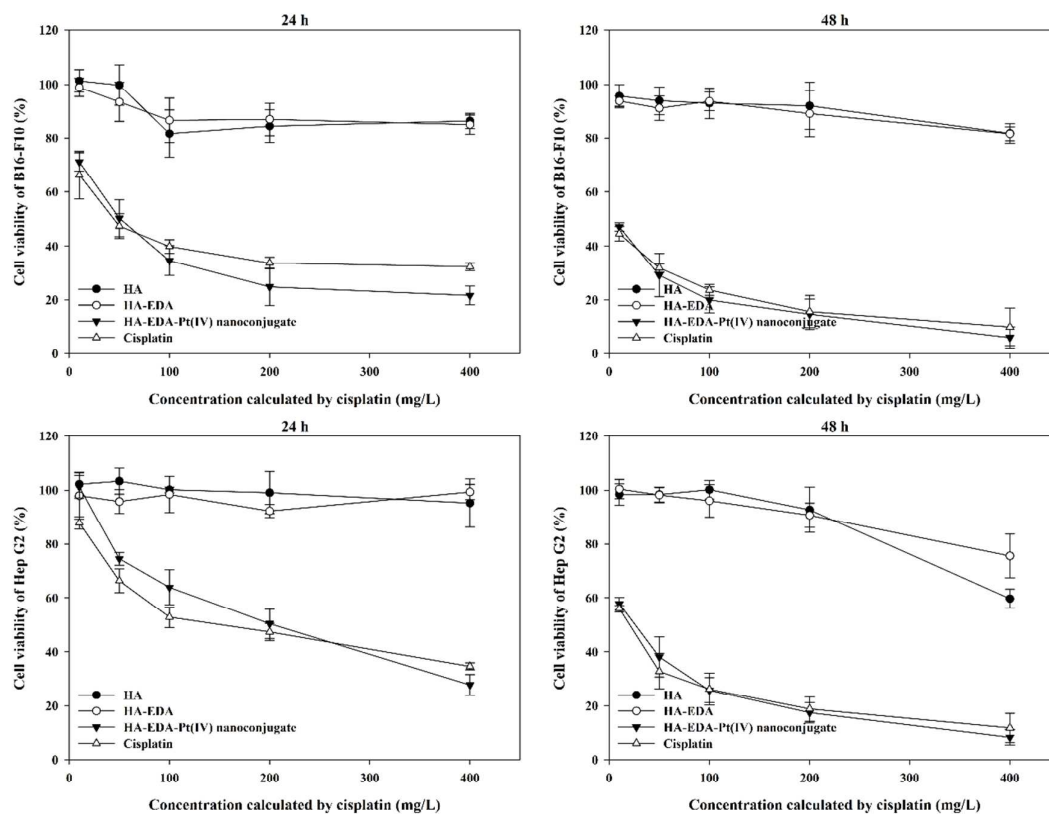 24 h
Cell viability of B16-F10 (%)
120
100
80
60
40
20
0
HA
HA-EDA
HA-EDA-Pt(IV) nanoconjugate
Cisplatin
0 100 200 300 400
Concentration calculated by cisplatin (mg/L)
48 h
Cell viability of B16-F10 (%)
120
100
80
60
40
20
0
HA
HA-EDA
HA-EDA-Pt(IV) nanoconjugate
Cisplatin
0 100 200 300 400
Concentration calculated by cisplatin (mg/L)
24 h
Cell viability of Hep G2 (%)
120
100
80
60
40
20
0
HA
HA-EDA
HA-EDA-Pt(IV) nanoconjugate
Cisplatin
0 100 200 300 400
Concentration calculated by cisplatin (mg/L)
48 h
Cell viability of Hep G2 (%)
120
100
80
60
40
20
0
HA
HA-EDA
HA-EDA-Pt(IV) nanoconjugate
Cisplatin
0 100 200 300 400
Concentration calculated by cisplatin (mg/L)